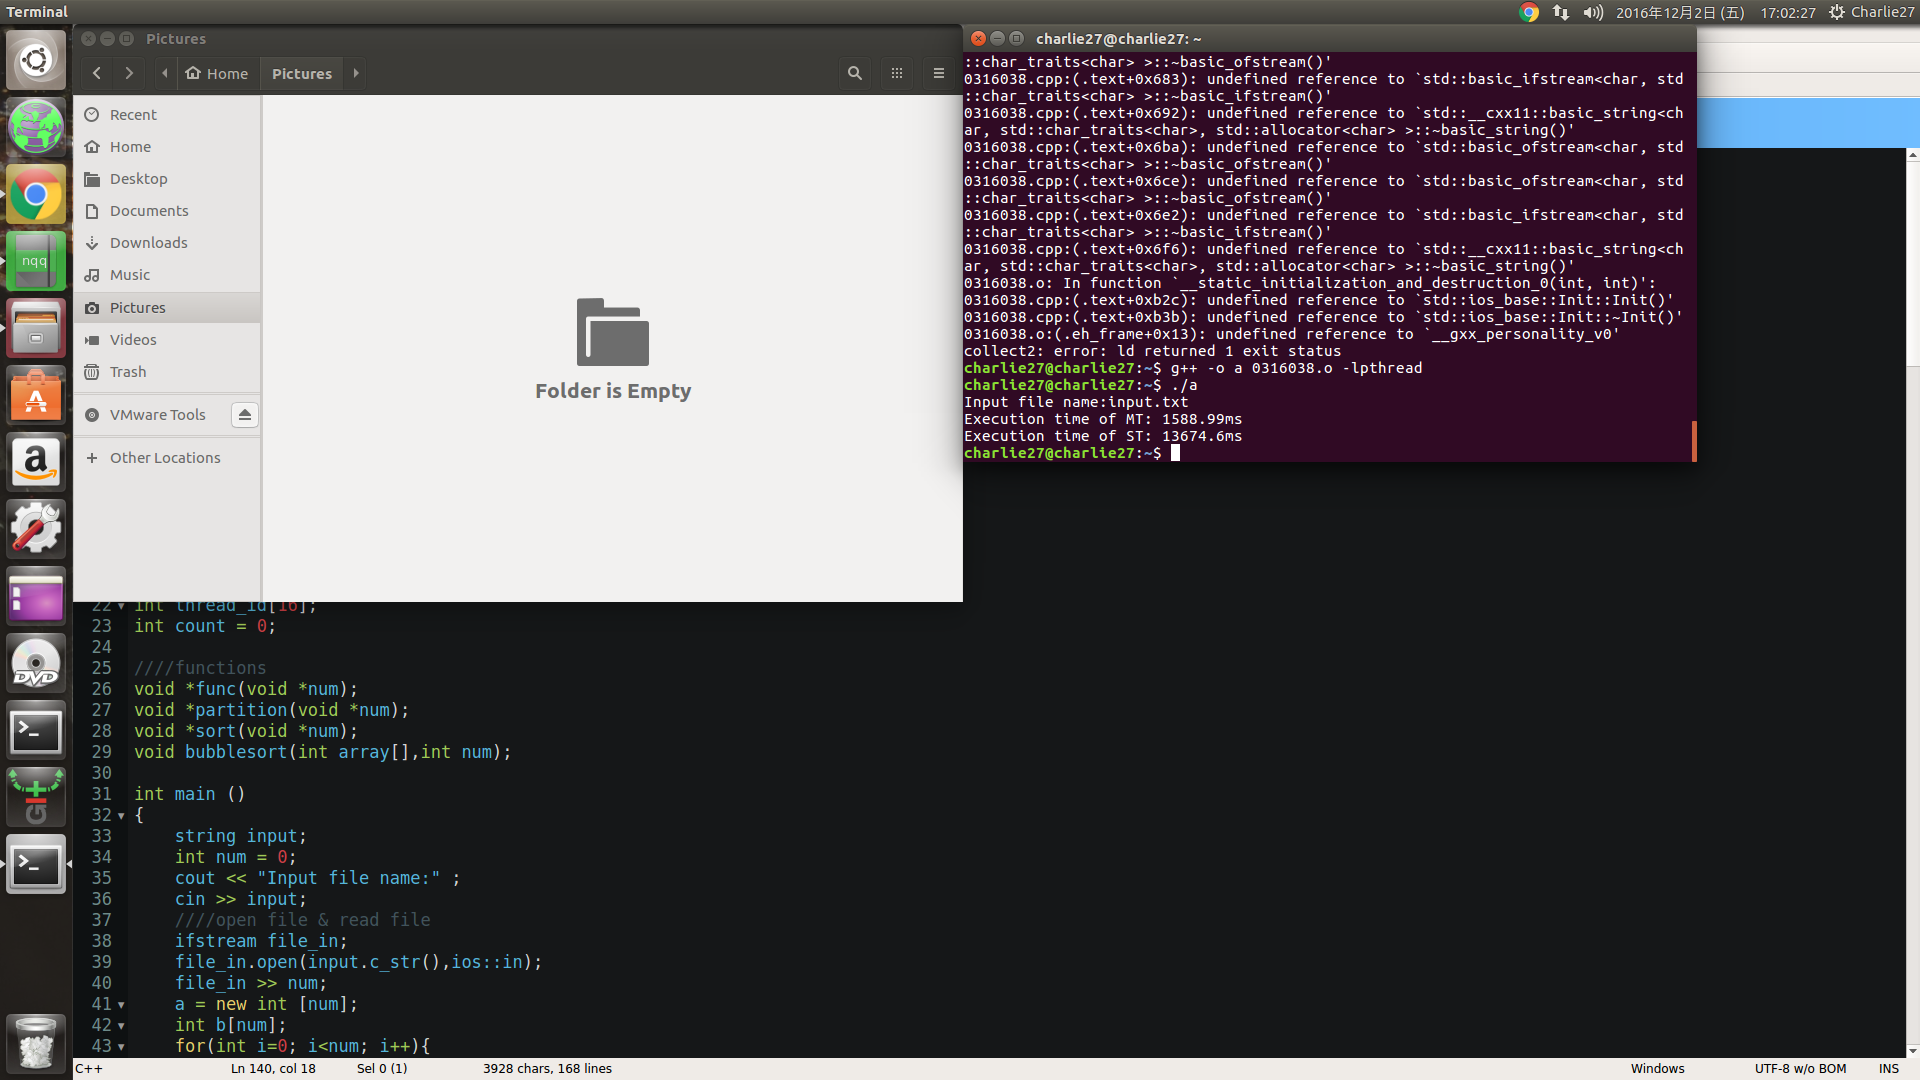 Terminal
2016年12月2日 (五)
17:02:27
Charlie27
Pictures
Home
Pictures
Recent
Home
Desktop
Documents
Downloads
Music
Pictures
Videos
Trash
VMware Tools
Other Locations
Folder is Empty
nqq
DVD
charlie27@charlie27: ~
::char_traits<char> >::~basic_ofstream()'
0316038.cpp:(.text+0x683): undefined reference to `std::basic_ifstream<char, std
::char_traits<char> >::~basic_ifstream()'
0316038.cpp:(.text+0x692): undefined reference to `std::__cxx11::basic_string<ch
ar, std::char_traits<char>, std::allocator<char> >::~basic_string()'
0316038.cpp:(.text+0x6ba): undefined reference to `std::basic_ofstream<char, std
::char_traits<char> >::~basic_ofstream()'
0316038.cpp:(.text+0x6ce): undefined reference to `std::basic_ofstream<char, std
::char_traits<char> >::~basic_ofstream()'
0316038.cpp:(.text+0x6e2): undefined reference to `std::basic_ifstream<char, std
::char_traits<char> >::~basic_ifstream()'
0316038.cpp:(.text+0x6f6): undefined reference to `std::__cxx11::basic_string<ch
ar, std::char_traits<char>, std::allocator<char> >::~basic_string()'
0316038.o: In function `__static_initialization_and_destruction_0(int, int)':
0316038.cpp:(.text+0xb2c): undefined reference to `std::ios_base::Init::Init()'
0316038.cpp:(.text+0xb3b): undefined reference to `std::ios_base::Init::~Init()'
0316038.o:(.eh_frame+0x13): undefined reference to `__gxx_personality_v0'
collect2: error: ld returned 1 exit status
charlie27@charlie27:~$ g++ -o a 0316038.o -lpthread
charlie27@charlie27:~$ ./a
Input file name:input.txt
Execution time of MT: 1588.99ms
Execution time of ST: 13674.6ms
charlie27@charlie27:~$
22 int thread_id[16];
23 int count = 0;
24
25 ////functions
26 void *func(void *num);
27 void *partition(void *num);
28 void *sort(void *num);
29 void bubblesort(int array[],int num);
30
31 int main ()
32 {
33 string input;
34 int num = 0;
35 cout << "Input file name:" ;
36 cin >> input;
37 ////open file & read file
38 ifstream file_in;
39 file_in.open(input.c_str(),ios::in);
40 file_in >> num;
41 a = new int [num];
42 int b[num];
43 for(int i=0; i<num; i++){
C++
Ln 140, col 18
Sel 0 (1)
3928 chars, 168 lines
Windows
UTF-8 w/o BOM
INS